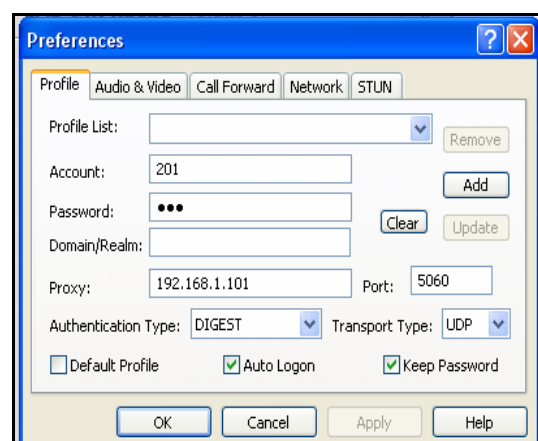 Preferences
Profile Audio & Video Call Forward Network STUN
Profile List:
Remove
Account: 201
Add
Password: ●●●
Clear Update
Domain/Realm:
Proxy: 192.168.1.101 Port: 5060
Authentication Type: DIGEST Transport Type: UDP
Default Profile Auto Logon Keep Password
OK Cancel Apply Help